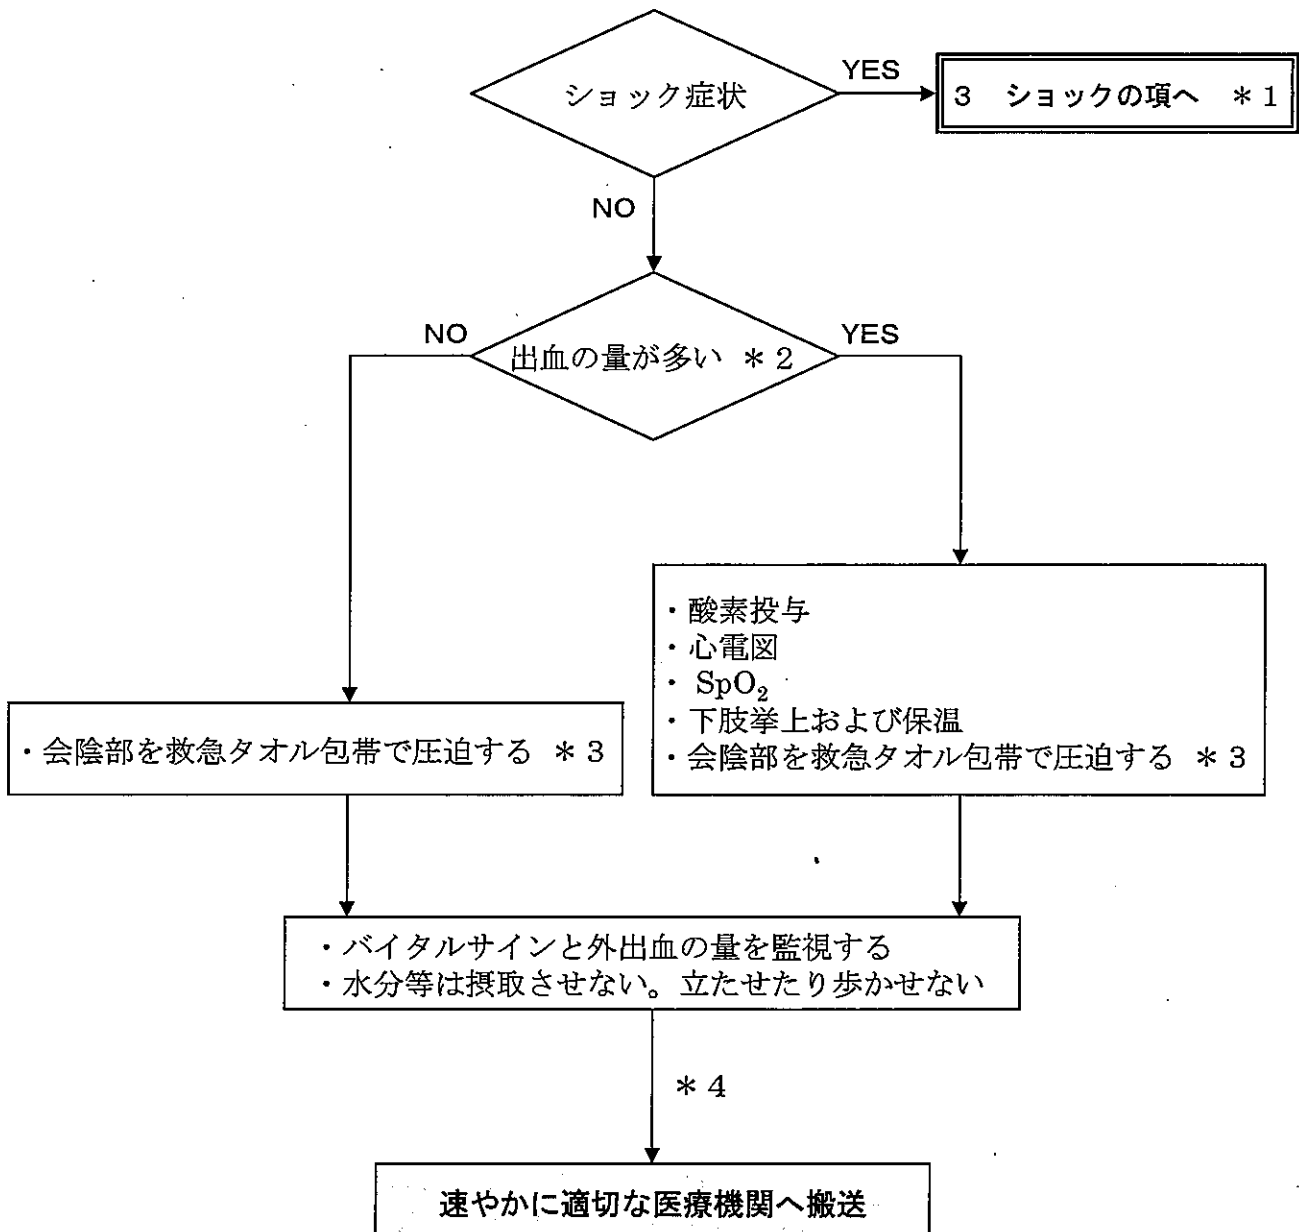 ショック症状
YES
3 ショックの項へ *1
NO
出血の量が多い *2
NO
YES
・酸素投与
・心電図
・SpO₂
・下肢挙上および保温
・会陰部を救急タオル包帯で圧迫する *3
・会陰部を救急タオル包帯で圧迫する *3
・バイタルサインと外出血の量を監視する
・水分等は摂取させない。立たせたり歩かせない
*4
速やかに適切な医療機関へ搬送